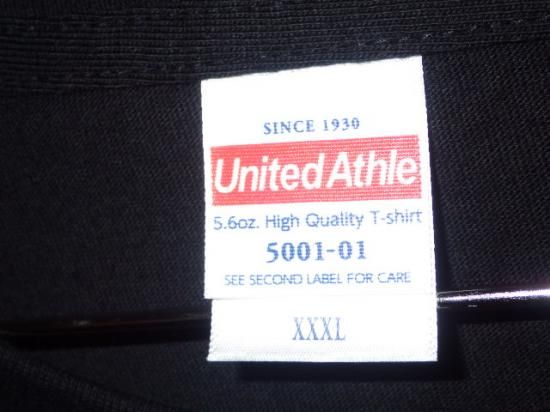 SINCE 1930
United Athle
5.6oz. High Quality T-shirt
5001-01
SEE SECOND LABEL FOR CARE
XXXL